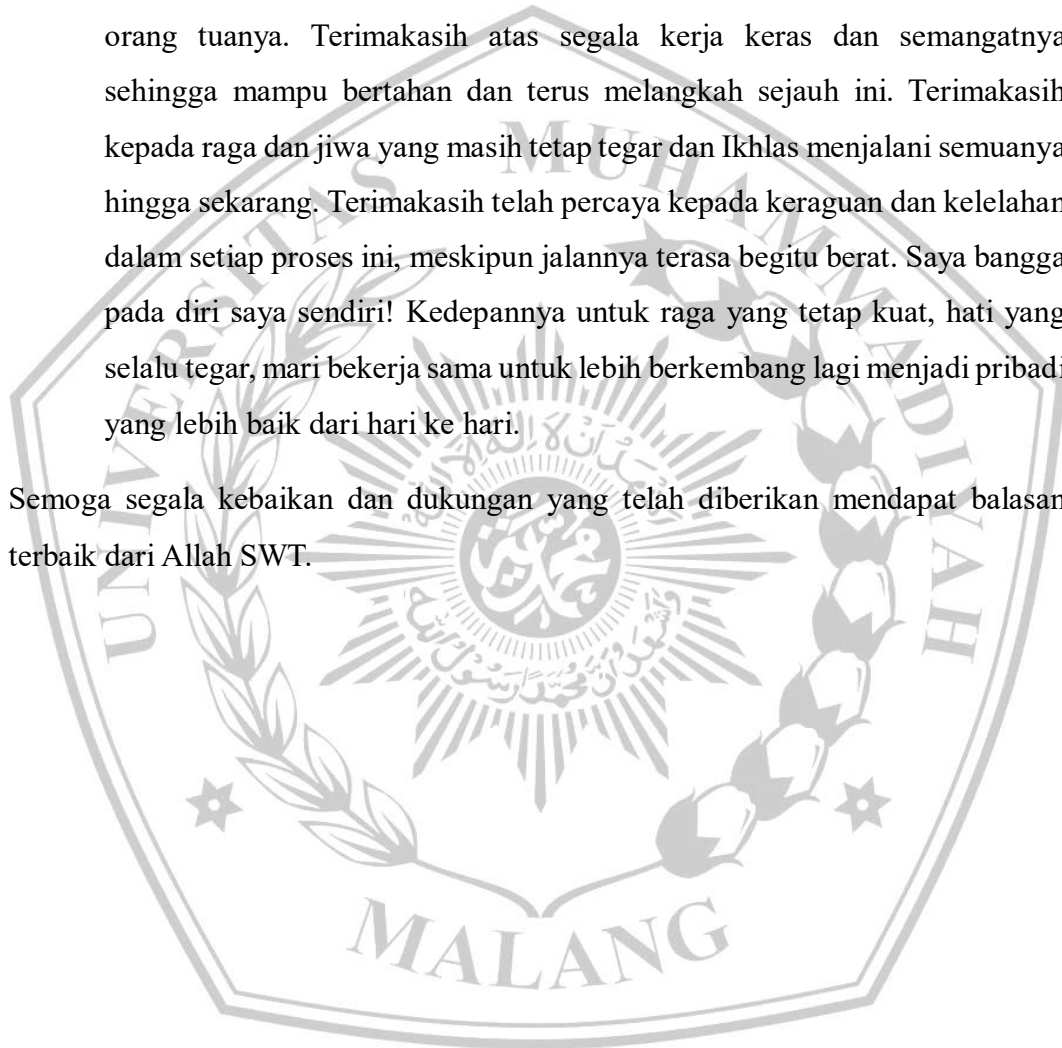 orang tuanya. Terimakasih atas segala kerja keras dan semangatnya
sehingga mampu bertahan dan terus melangkah sejauh ini. Terimakasih
kepada raga dan jiwa yang masih tetap tegar dan Ikhlas menjalani semuanya
hingga sekarang. Terimakasih telah percaya kepada keraguan dan kelelahan
dalam setiap proses ini, meskipun jalannya terasa begitu berat. Saya bangga
pada diri saya sendiri! Kedepannya untuk raga yang tetap kuat, hati yang
selalu tegar, mari bekerja sama untuk lebih berkembang lagi menjadi pribadi
yang lebih baik dari hari ke hari.
Semoga segala kebaikan dan dukungan yang telah diberikan mendapat balasan
terbaik dari Allah SWT.
UNIVERSITAS MUHAMMADIYAH
MALANG